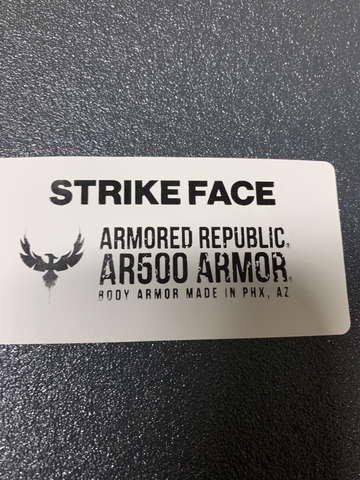 STRIKE FACE
ARMORED REPUBLIC®
AR500 ARMOR®
BODY ARMOR MADE IN PHX, AZ